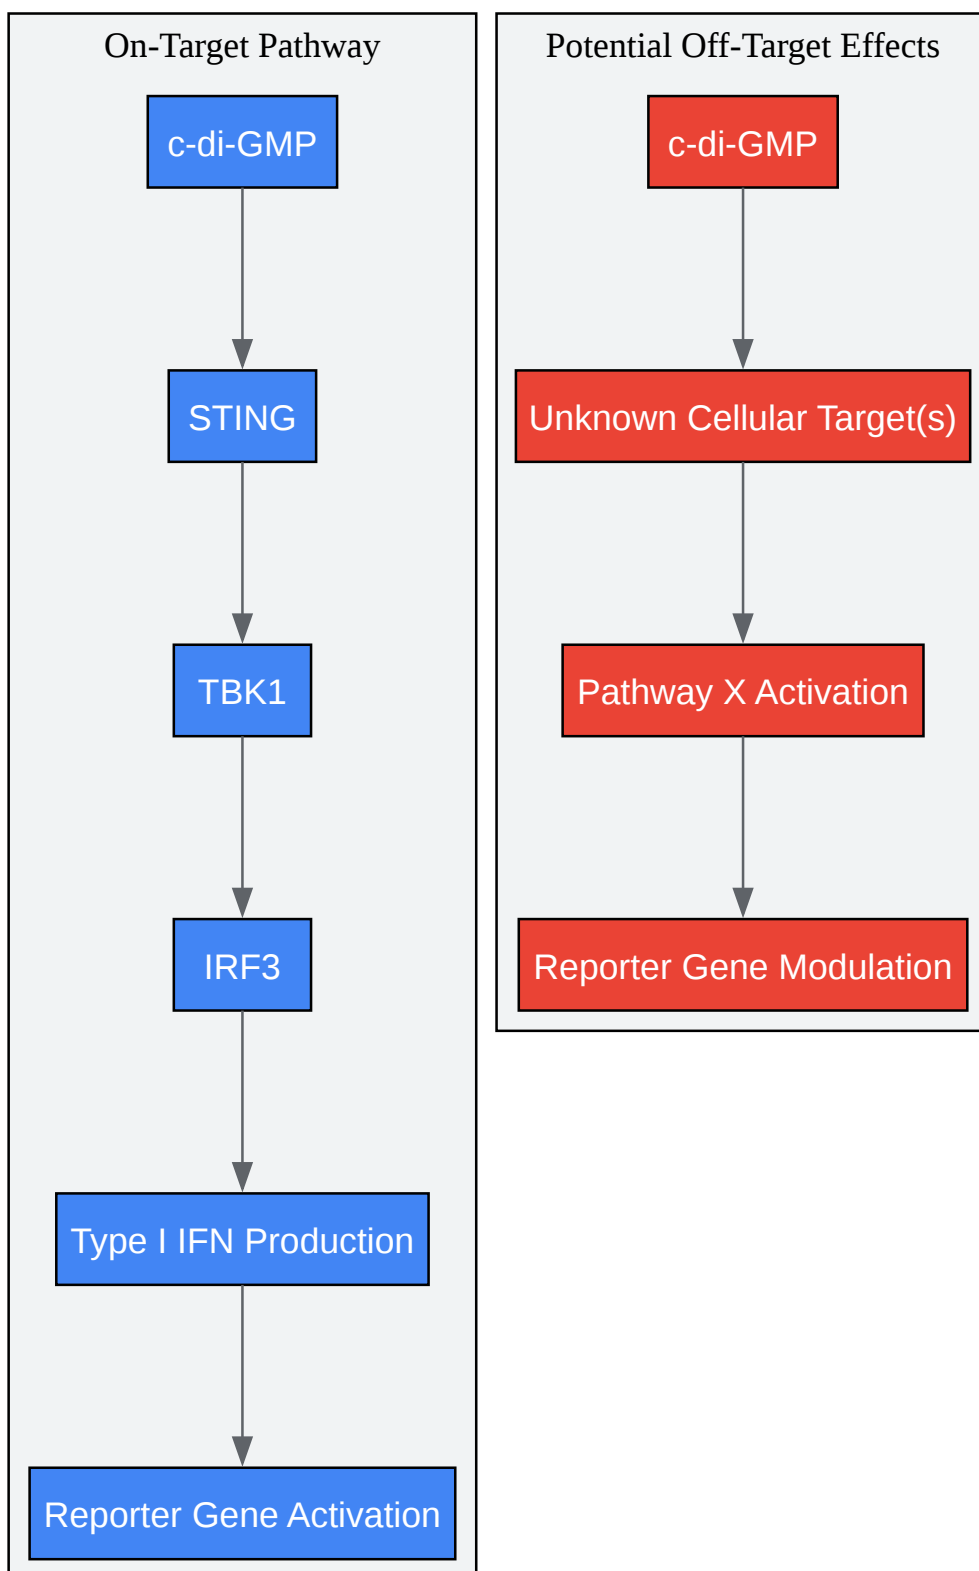 On-Target Pathway
c-di-GMP
STING
TBK1
IRF3
Type I IFN Production
Reporter Gene Activation
Potential Off-Target Effects
c-di-GMP
Unknown Cellular Target(s)
Pathway X Activation
Reporter Gene Modulation